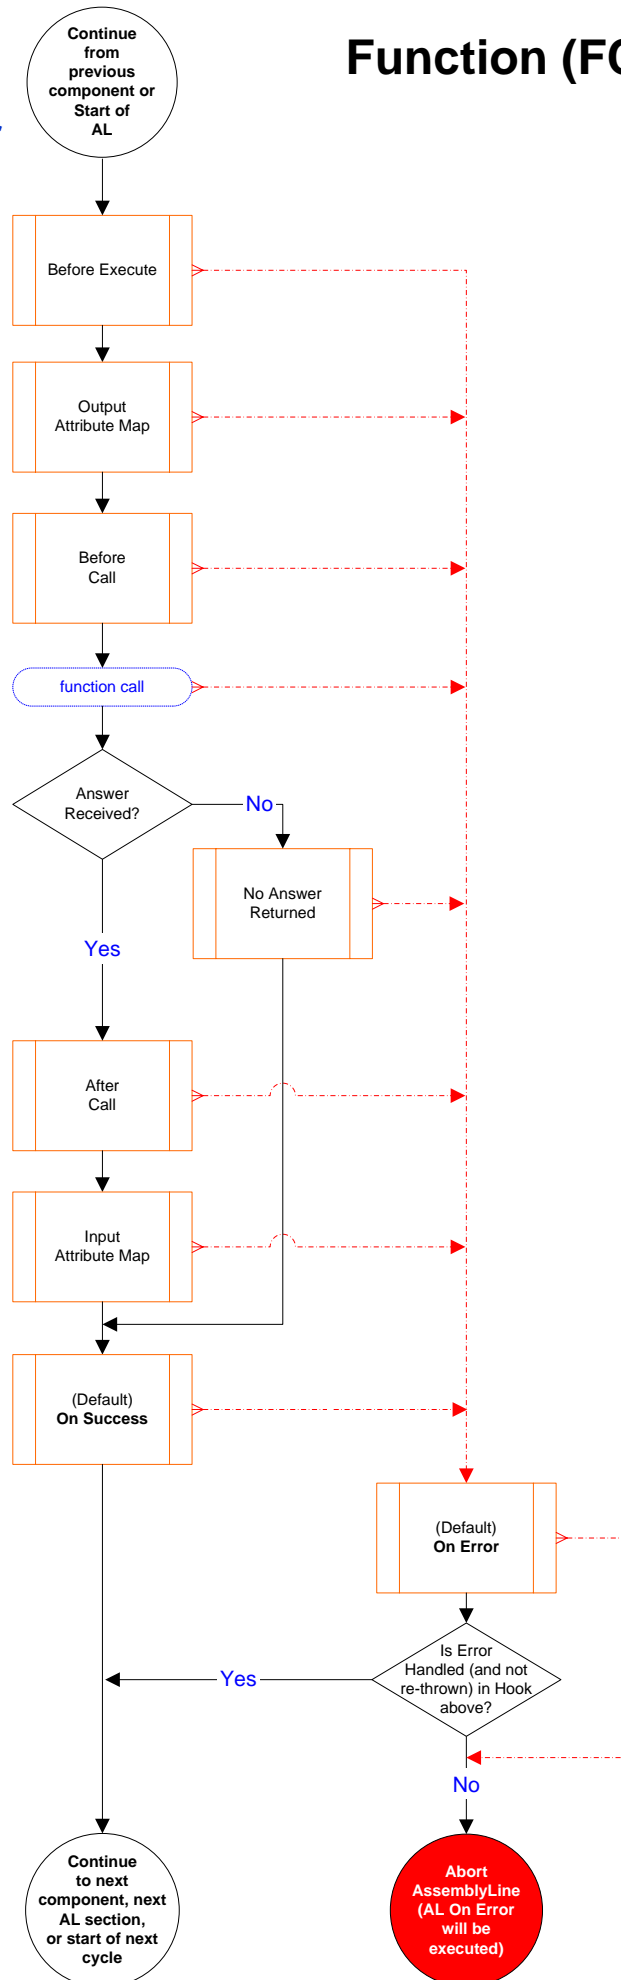 Continue
from
previous
component or
Start of
AL
Function (FC
Before Execute
Output
Attribute Map
Before
Call
function call
Answer
Received?
No
No Answer
Returned
Yes
After
Call
Input
Attribute Map
(Default)
On Success
(Default)
On Error
Is Error
Handled (and not
re-thrown) in Hook
above?
Yes
No
Continue
to next
component, next
AL section,
or start of next
cycle
Abort
AssemblyLine
(AL On Error
will be
executed)